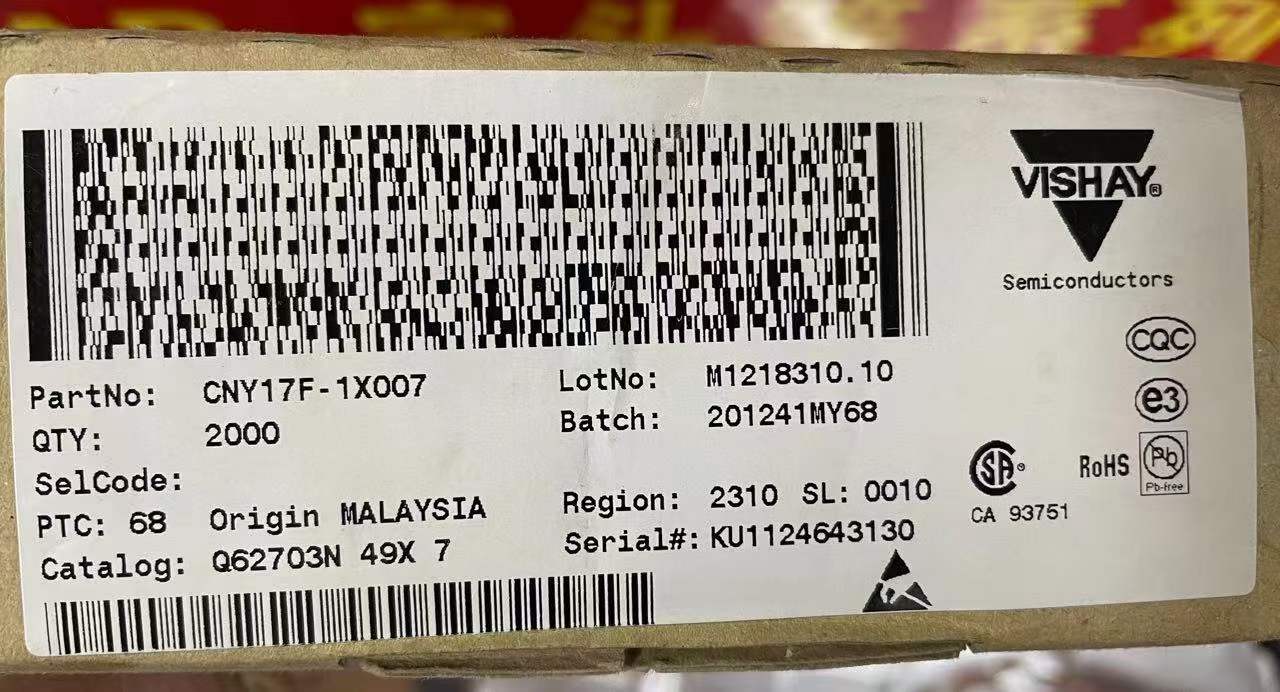 VISHAY®
Semiconductors
PartNo: CNY17F-1X007
QTY: 2000
SelCode:
PTC: 68 Origin MALAYSIA
Catalog: Q62703N 49X 7
LotNo: M1218310.10
Batch: 201241MY68
Region: 2310 SL: 0010
Serial#: KU1124643130
CQC
e3
SA®
CA 93751
RoHS
Pb
Pb-free